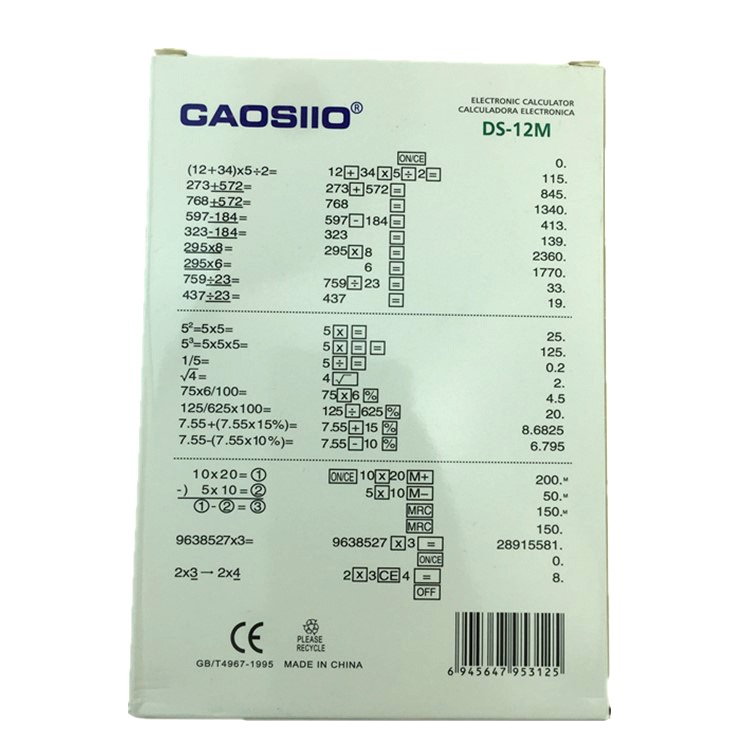 GAOSIIO®
ELECTRONIC CALCULATOR
CALCULADORA ELECTRONICA
DS-12M
ON/CE 0.
(12+34)x5÷2= 12+34x5÷2= 115.
273+572= 273+572= 845.
768+572= 768 = 1340.
597-184= 597-184= 413.
323-184= 323 = 139.
295x8= 295x8 = 2360.
295x6= 6 = 1770.
759÷23= 759÷23 = 33.
437÷23= 437 = 19.
5²=5x5= 5x= 25.
5³=5x5x5= 5x== 125.
1/5= 5÷= 0.2
√4= 4√ 2.
75x6/100= 75x6% 4.5
125/625x100= 125÷625% 20.
7.55+(7.55x15%)= 7.55+15% 8.6825
7.55-(7.55x10%)= 7.55-10% 6.795
10x20=① ON/CE 10x20 M+ 200.M
-) 5x10=② 5x10 M− 50.M
①-②=③ MRC 150.M
MRC 150.
9638527x3= 9638527x3= 28915581.
ON/CE 0.
2x3→2x4 2x3CE4= 8.
OFF
CE
PLEASE
RECYCLE
GB/T4967-1995 MADE IN CHINA
6 945647 953125